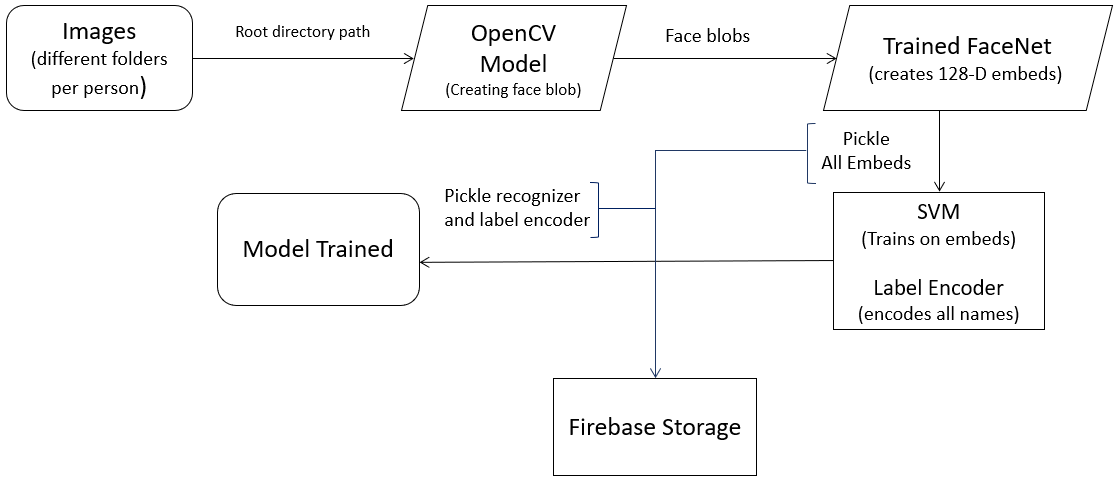 Images
(different folders
per person)
Root directory path
OpenCV
Model
(Creating face blob)
Face blobs
Trained FaceNet
(creates 128-D embeds)
Pickle
All Embeds
Pickle recognizer
and label encoder
Model Trained
SVM
(Trains on embeds)
Label Encoder
(encodes all names)
Firebase Storage